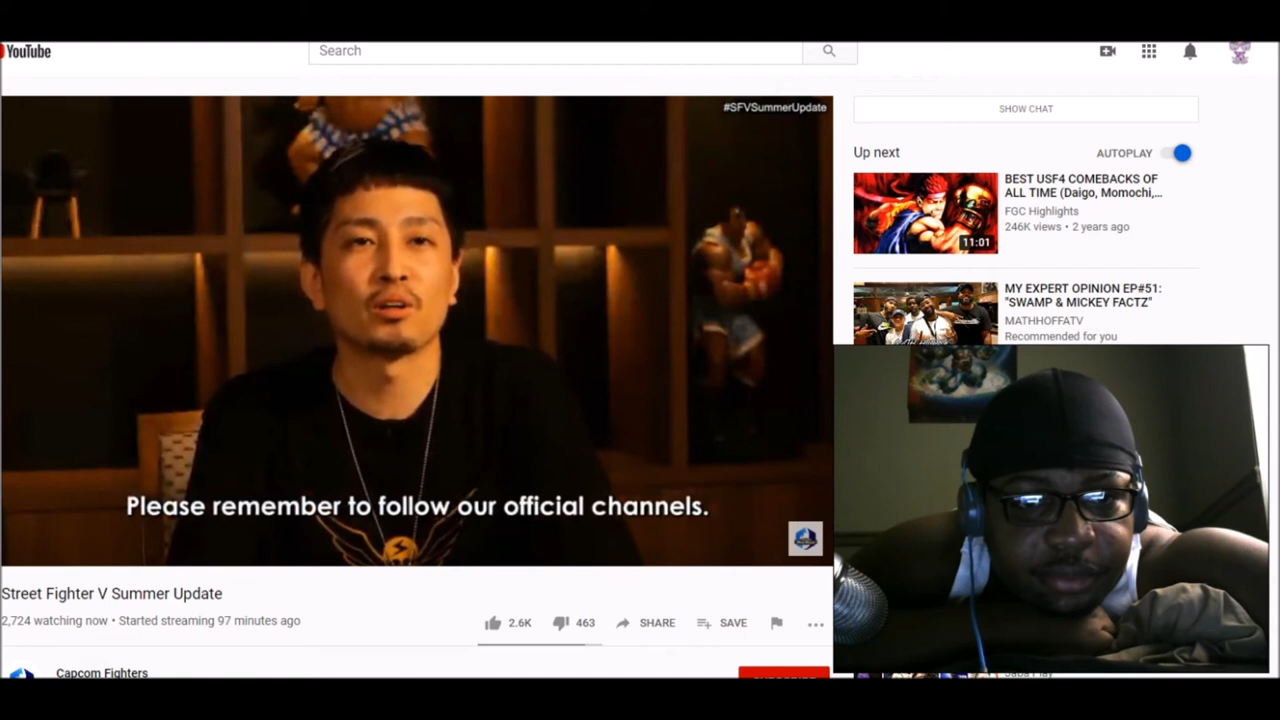 YouTube
Search
#SFVSummerUpdate
SHOW CHAT
Up next
AUTOPLAY
BEST USF4 COMEBACKS OF
ALL TIME (Daigo, Momochi,...
FGC Highlights
246K views • 2 years ago
11:01
MY EXPERT OPINION EP#51:
"SWAMP & MICKEY FACTZ"
MATHHOFFATV
Recommended for you
Please remember to follow our official channels.
Street Fighter V Summer Update
2,724 watching now • Started streaming 97 minutes ago
2.6K
463
SHARE
SAVE
Capcom Fighters